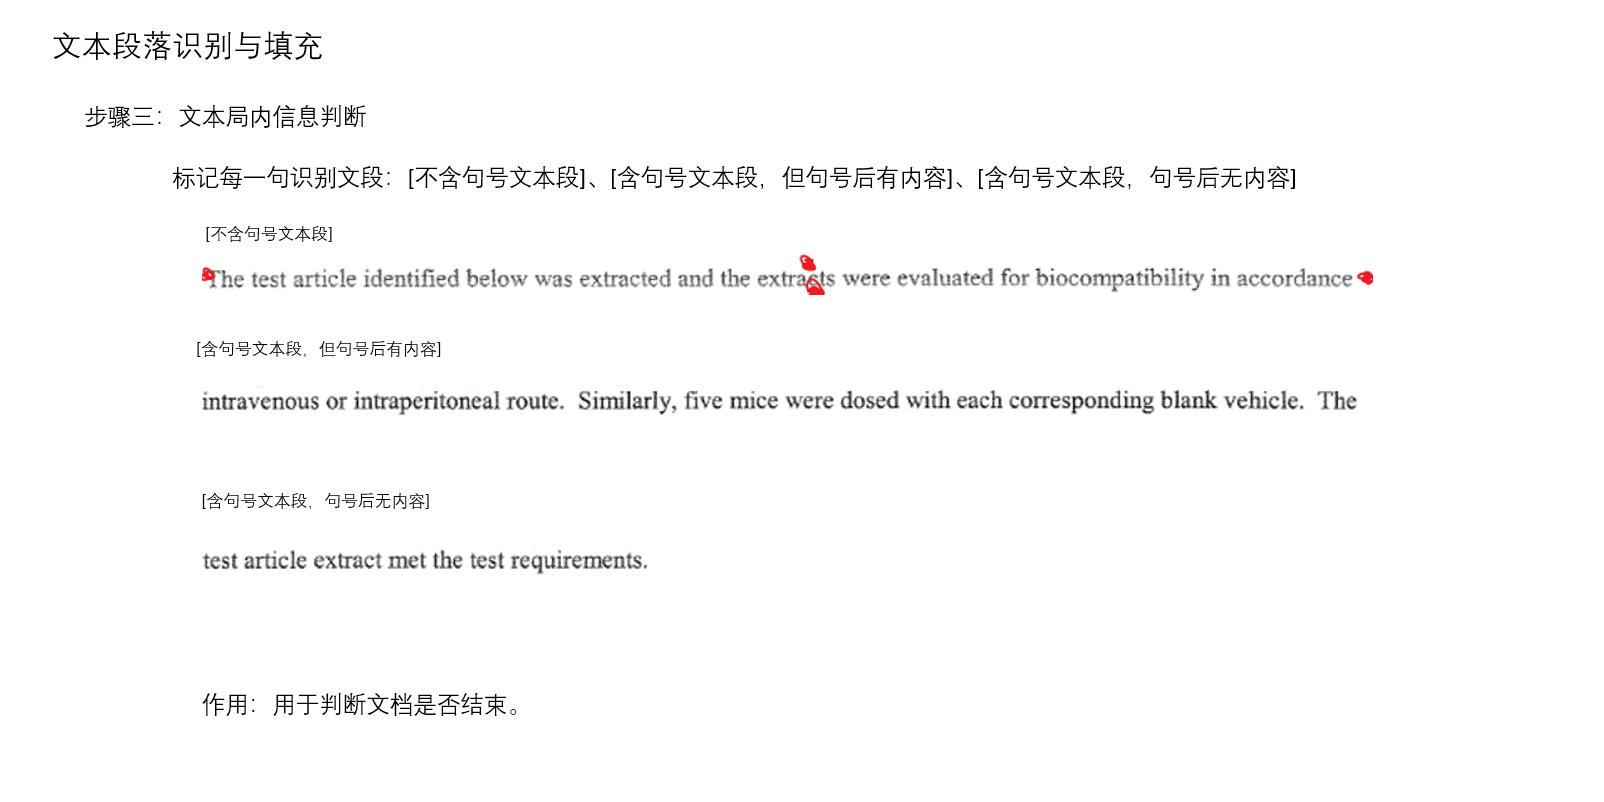 文本段落识别与填充
步骤三：文本局内信息判断
标记每一句识别文段：[不含句号文本段]、[含句号文本段，但句号后有内容]、[含句号文本段，句号后无内容]
[不含句号文本段]
The test article identified below was extracted and the extracts were evaluated for biocompatibility in accordance
[含句号文本段，但句号后有内容]
intravenous or intraperitoneal route.  Similarly, five mice were dosed with each corresponding blank vehicle.  The
[含句号文本段，句号后无内容]
test article extract met the test requirements.
作用：用于判断文档是否结束。